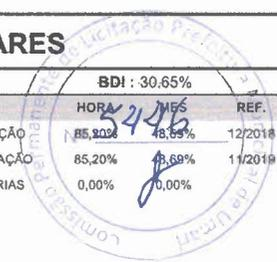 ARES
BDI : 30.65%
HORA MÊS REF.
ÇÃO 85,20% 48,69% 12/2018
AÇÃO 85,20% 48,69% 11/2019
RIAS 0,00% 0,00%
5446
Comissão Permanente de Licitação Prefeitura Municipal de Umari